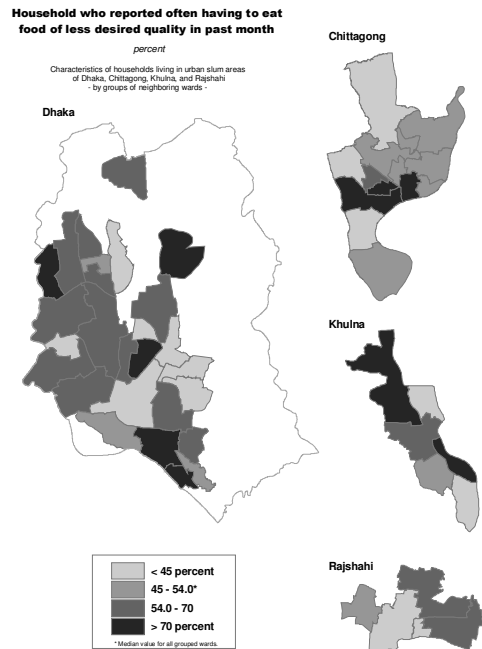 Household who reported often having to eat
food of less desired quality in past month
percent
Characteristics of households living in urban slum areas
of Dhaka, Chittagong, Khulna, and Rajshahi
- by groups of neighboring wards -
Dhaka
Chittagong
Khulna
Rajshahi
< 45 percent
45 - 54.0*
54.0 - 70
> 70 percent
* Median value for all grouped wards.